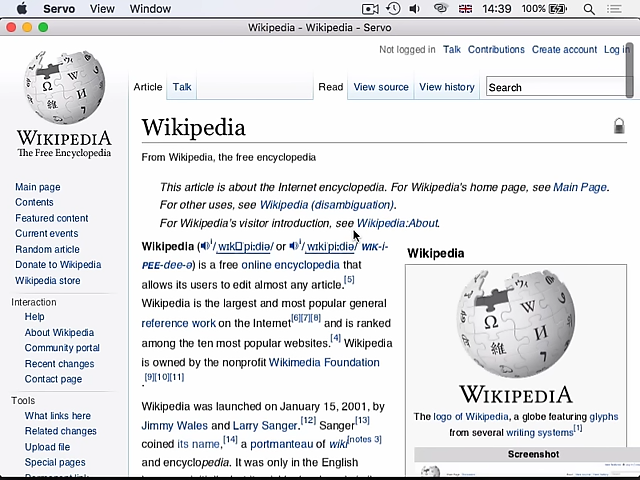 Servo View Window 14:39 100%
Wikipedia - Wikipedia - Servo
Not logged in Talk Contributions Create account Log in
Article Talk Read View source View history Search
WIKIPEDIA
The Free Encyclopedia
Main page
Contents
Featured content
Current events
Random article
Donate to Wikipedia
Wikipedia store
Interaction
Help
About Wikipedia
Community portal
Recent changes
Contact page
Tools
What links here
Related changes
Upload file
Special pages
Wikipedia
From Wikipedia, the free encyclopedia
This article is about the Internet encyclopedia. For Wikipedia's home page, see Main Page.
For other uses, see Wikipedia (disambiguation).
For Wikipedia's visitor introduction, see Wikipedia:About.
Wikipedia (/ˌwɪk□piːdiə/ or /ˌwɪkiˈpiːdiə/ WIK-i-
PEE-dee-ə) is a free online encyclopedia that
allows its users to edit almost any article.[5]
Wikipedia is the largest and most popular general
reference work on the Internet[6][7][8] and is ranked
among the ten most popular websites.[4] Wikipedia
is owned by the nonprofit Wikimedia Foundation
.[9][10][11]
Wikipedia was launched on January 15, 2001, by
Jimmy Wales and Larry Sanger.[12] Sanger[13]
coined its name,[14] a portmanteau of wiki[notes 3]
and encyclopedia. It was only in the English
Wikipedia
WIKIPEDIA
The logo of Wikipedia, a globe featuring glyphs
from several writing systems[1]
Screenshot